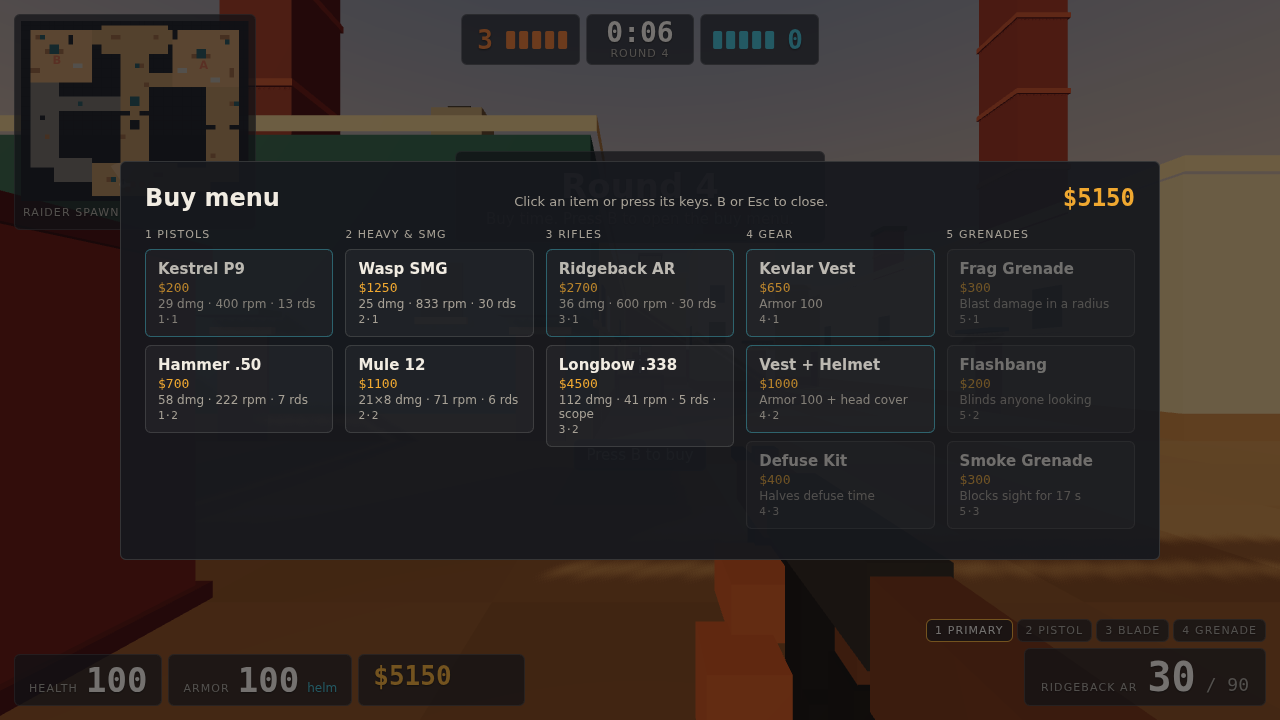 3
0:06
ROUND 4
0
B
A
RAIDER SPAWN
Round 4
Buy menu
Click an item or press its keys. B or Esc to close.
$5150
1 PISTOLS
2 HEAVY & SMG
3 RIFLES
4 GEAR
5 GRENADES
Kestrel P9
$200
29 dmg · 400 rpm · 13 rds
1·1
Wasp SMG
$1250
25 dmg · 833 rpm · 30 rds
2·1
Ridgeback AR
$2700
36 dmg · 600 rpm · 30 rds
3·1
Kevlar Vest
$650
Armor 100
4·1
Frag Grenade
$300
Blast damage in a radius
5·1
Hammer .50
$700
58 dmg · 222 rpm · 7 rds
1·2
Mule 12
$1100
21×8 dmg · 71 rpm · 6 rds
2·2
Longbow .338
$4500
112 dmg · 41 rpm · 5 rds ·
scope
3·2
Vest + Helmet
$1000
Armor 100 + head cover
4·2
Flashbang
$200
Blinds anyone looking
5·2
Press B to buy
Defuse Kit
$400
Halves defuse time
4·3
Smoke Grenade
$300
Blocks sight for 17 s
5·3
1 PRIMARY
2 PISTOL
3 BLADE
4 GRENADE
HEALTH 100
ARMOR 100 helm
$5150
RIDGEBACK AR 30 / 90